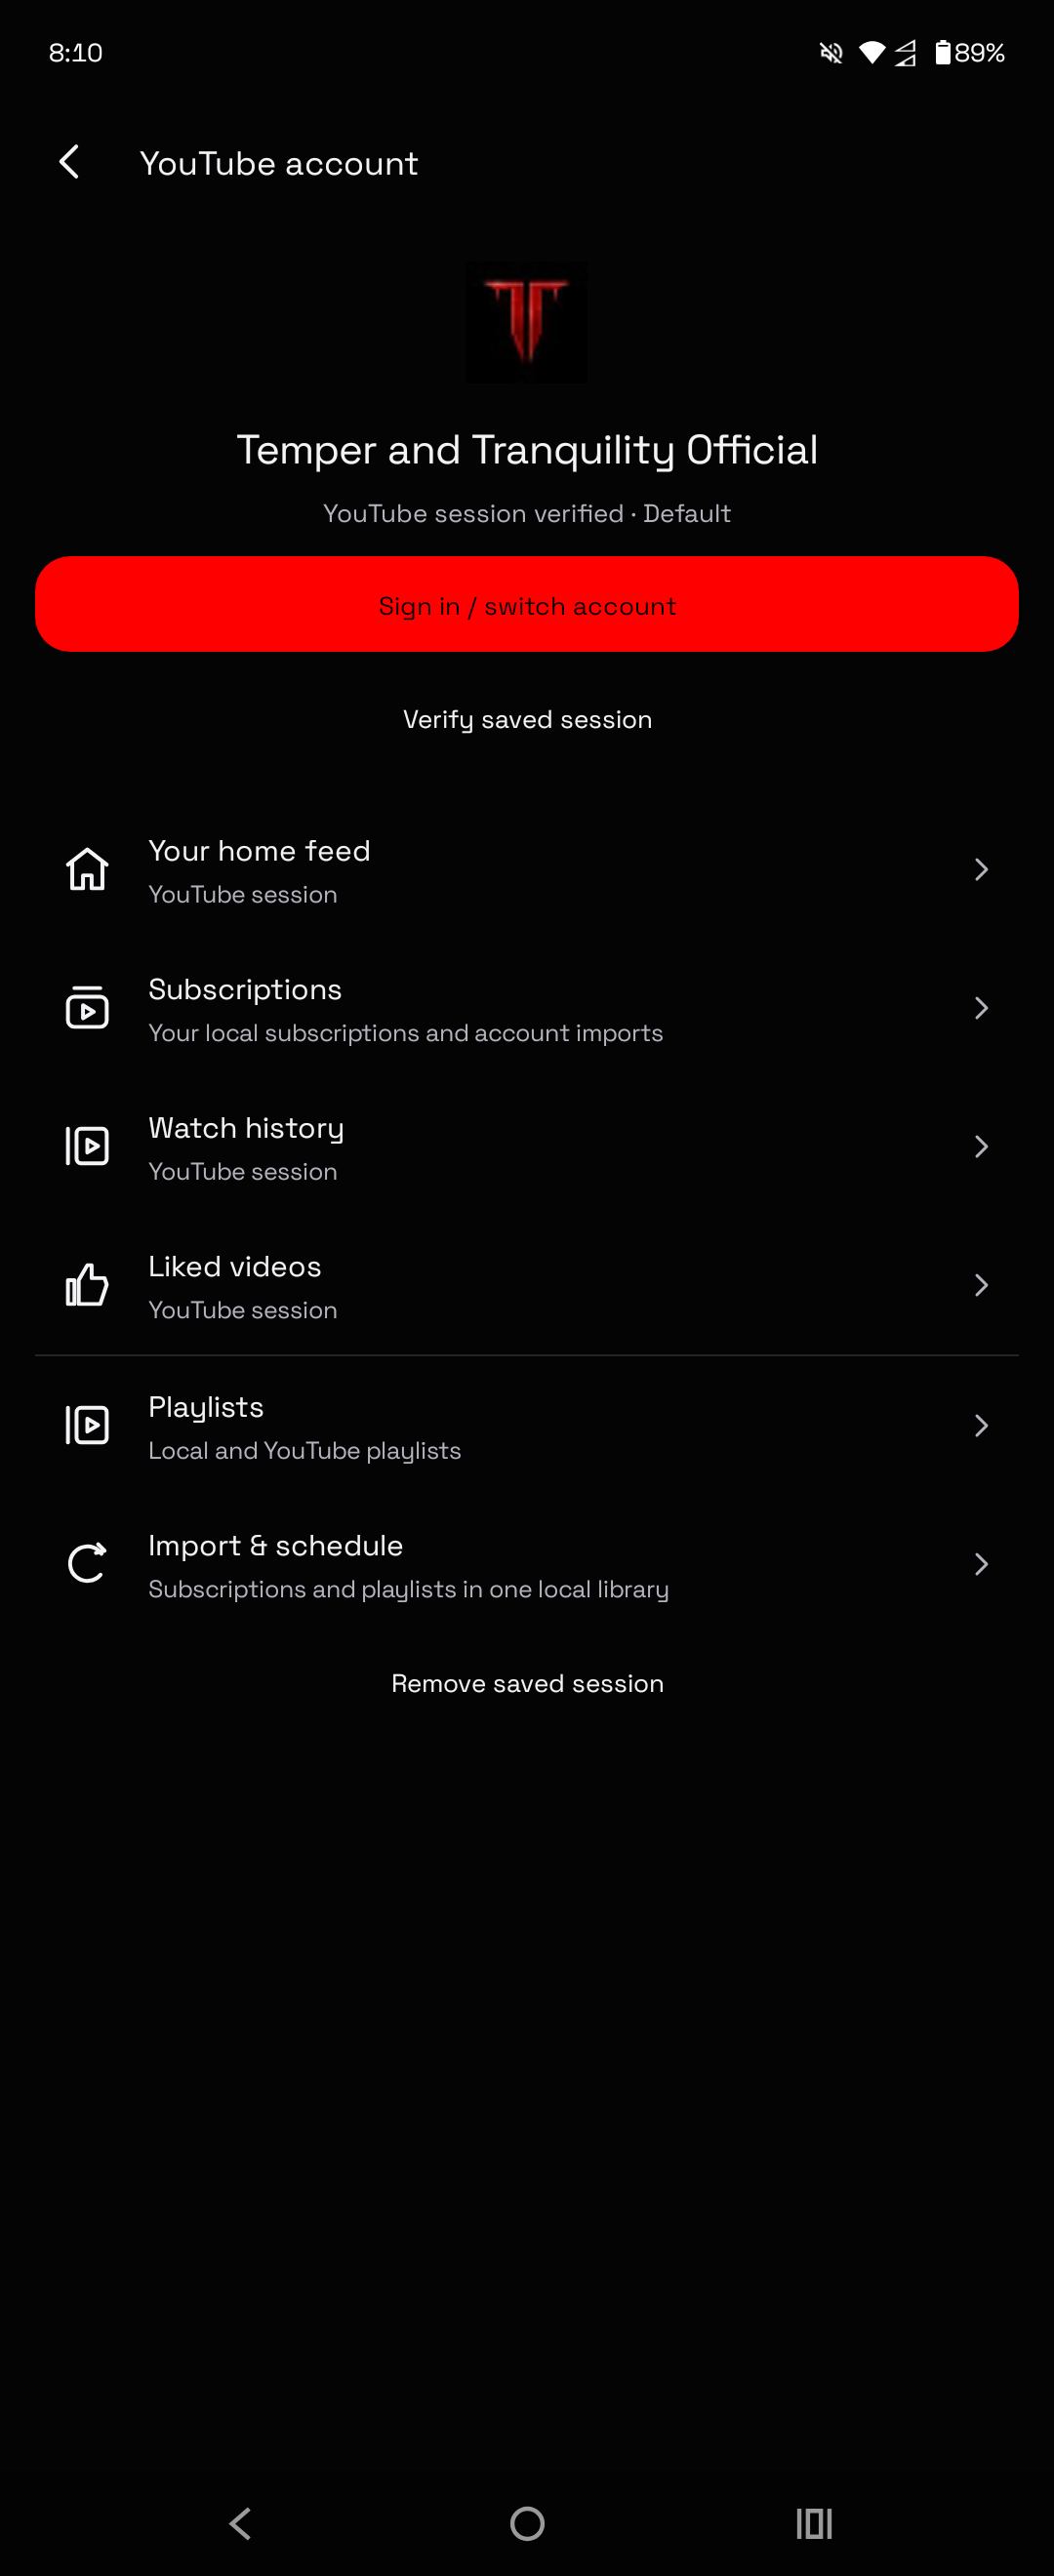 8:10
89%
YouTube account
Temper and Tranquility Official
YouTube session verified · Default
Sign in / switch account
Verify saved session
Your home feed
YouTube session
Subscriptions
Your local subscriptions and account imports
Watch history
YouTube session
Liked videos
YouTube session
Playlists
Local and YouTube playlists
Import & schedule
Subscriptions and playlists in one local library
Remove saved session